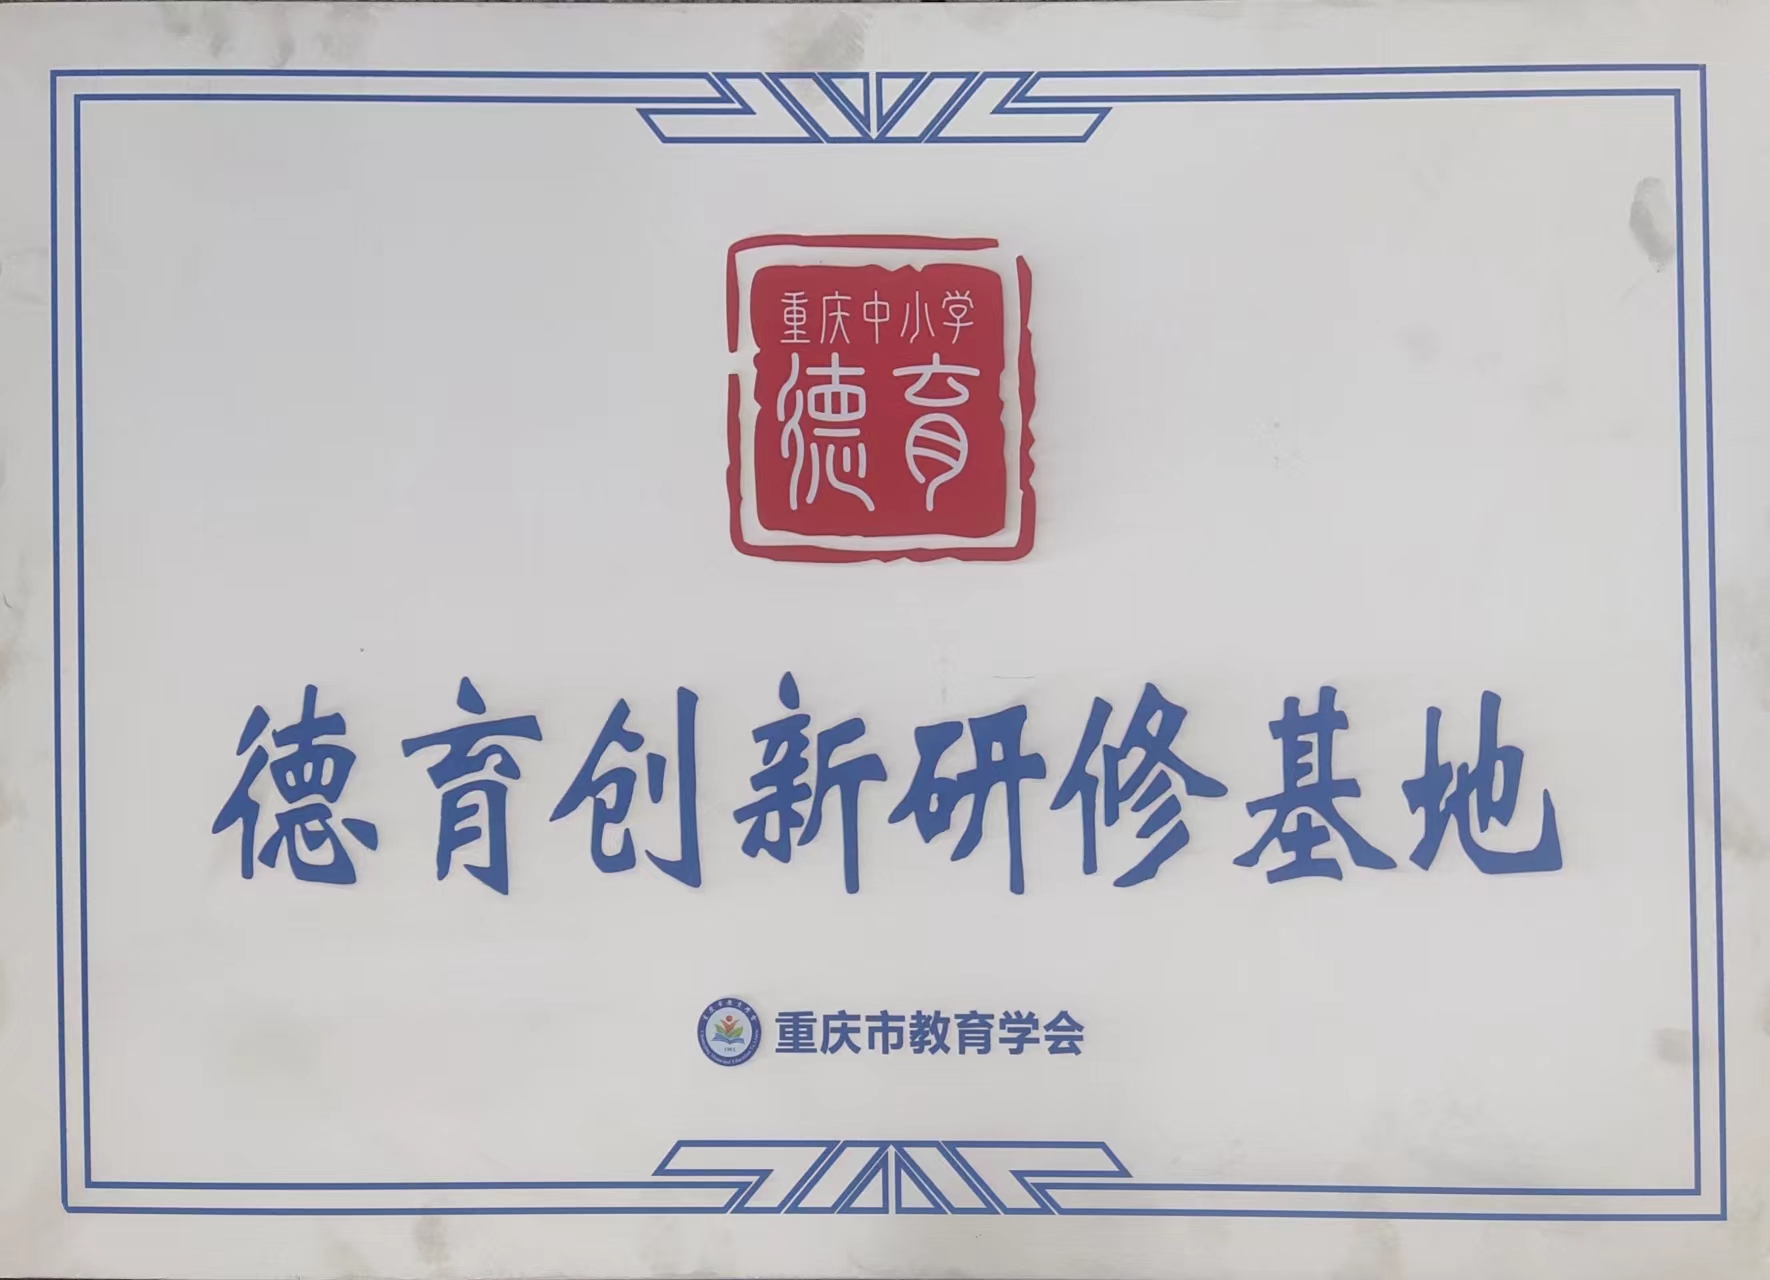 重庆中小学
德育
德育创新研修基地
重庆市教育学会